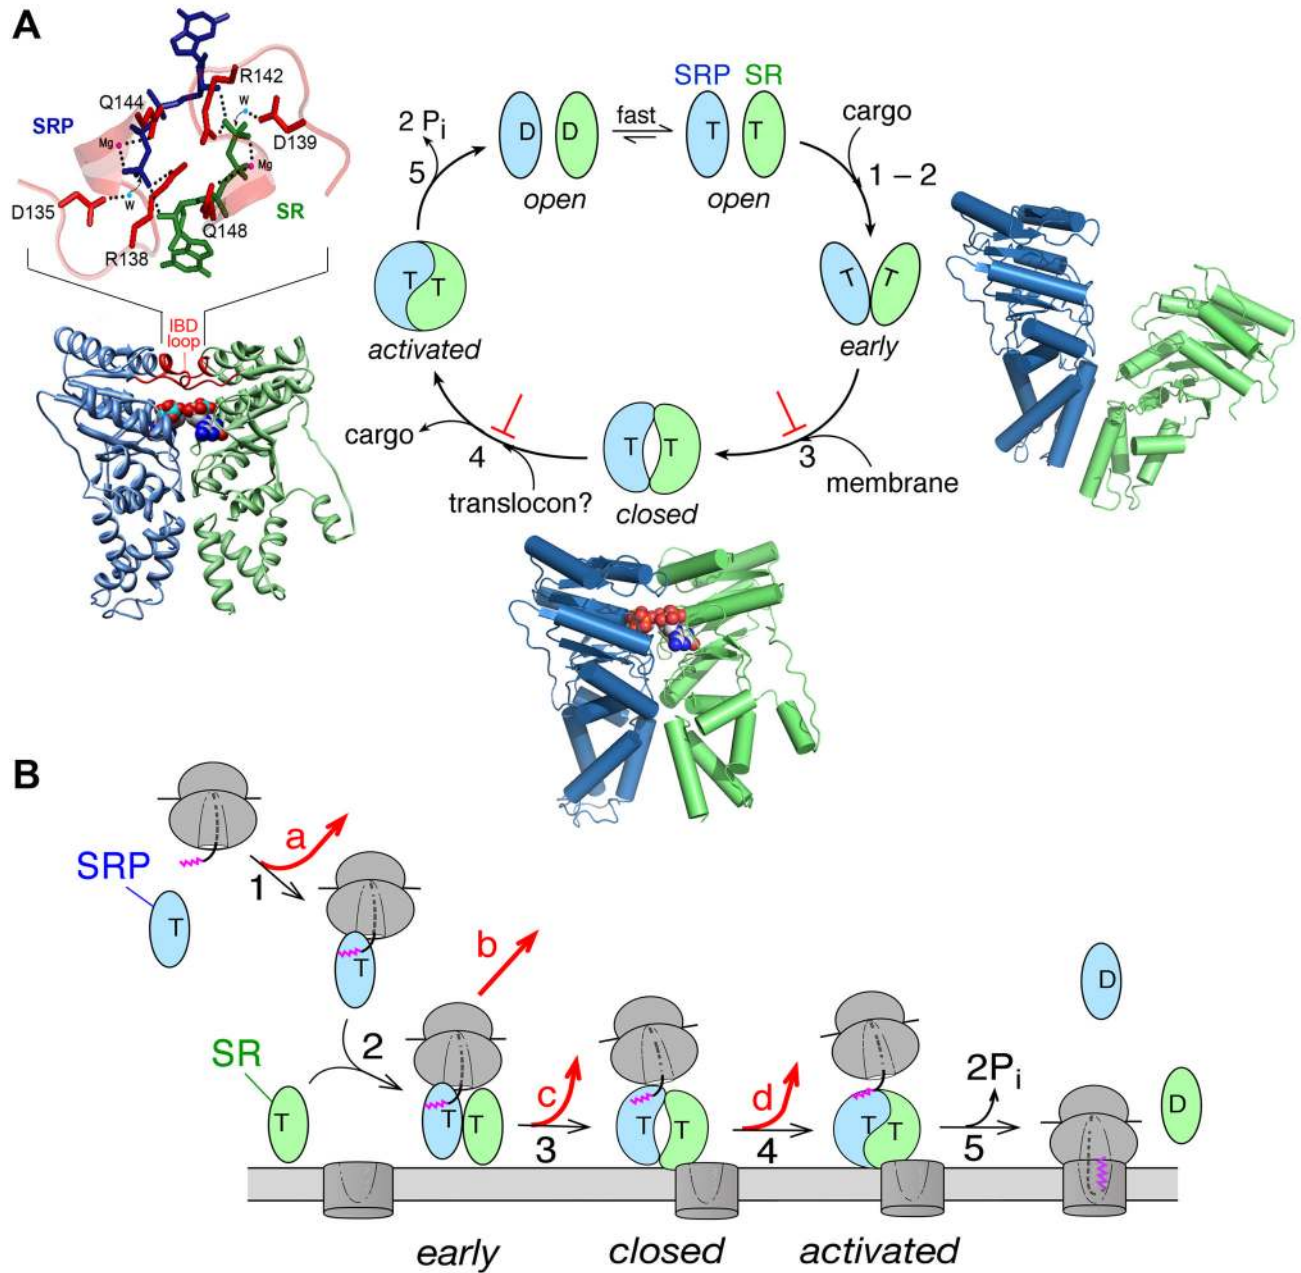 A
R142
Q144
W
SRP
Mg
D139
Mg
D135
W
SR
Q148
R138
IBD
loop
SRP SR
2 Pi
D D
fast
T T
cargo
open
open
5
1 – 2
T T
T T
activated
early
cargo
4
T T
3
translocon?
closed
membrane
B
a
SRP
1
T
T
b
SR
2
T
T T
c
3
T T
d
4
T T
2Pi
5
D
D
early
closed
activated